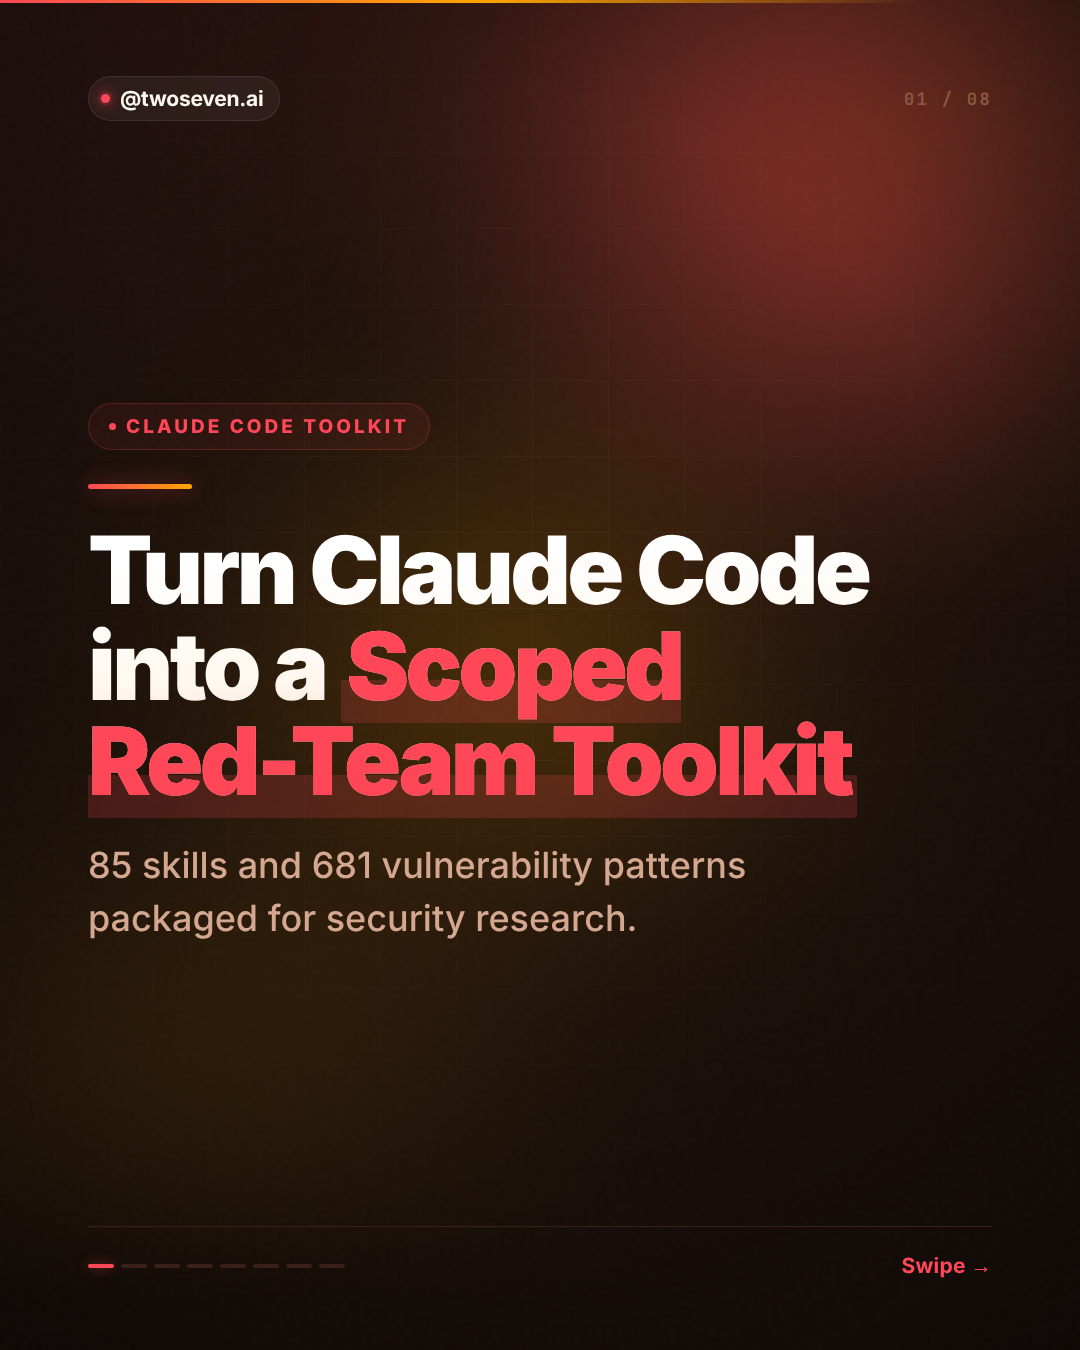 @twoseven.ai
01 / 08
CLAUDE CODE TOOLKIT
Turn Claude Code
into a Scoped
Red-Team Toolkit
85 skills and 681 vulnerability patterns
packaged for security research.
Swipe →